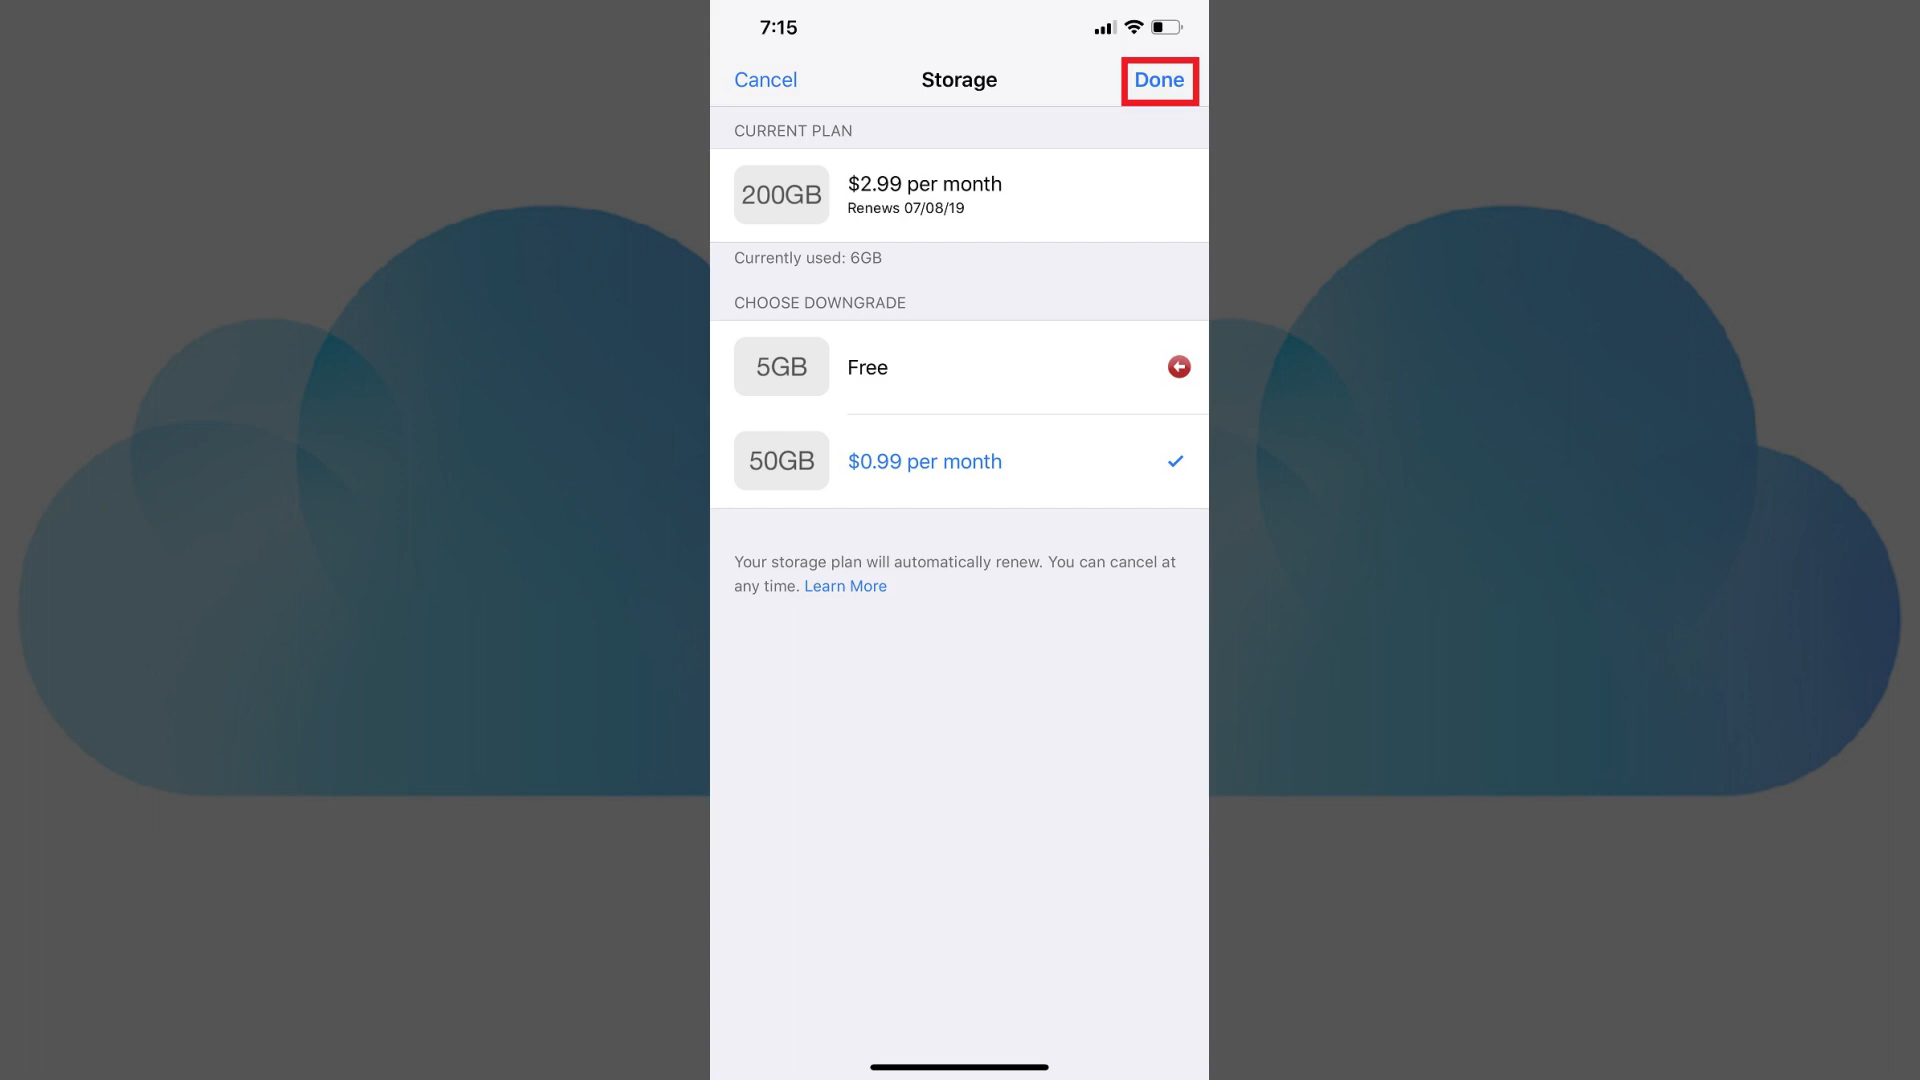 7:15
Cancel
Storage
Done
CURRENT PLAN
200GB
$2.99 per month
Renews 07/08/19
Currently used: 6GB
CHOOSE DOWNGRADE
5GB
Free
50GB
$0.99 per month
Your storage plan will automatically renew. You can cancel at
any time. Learn More